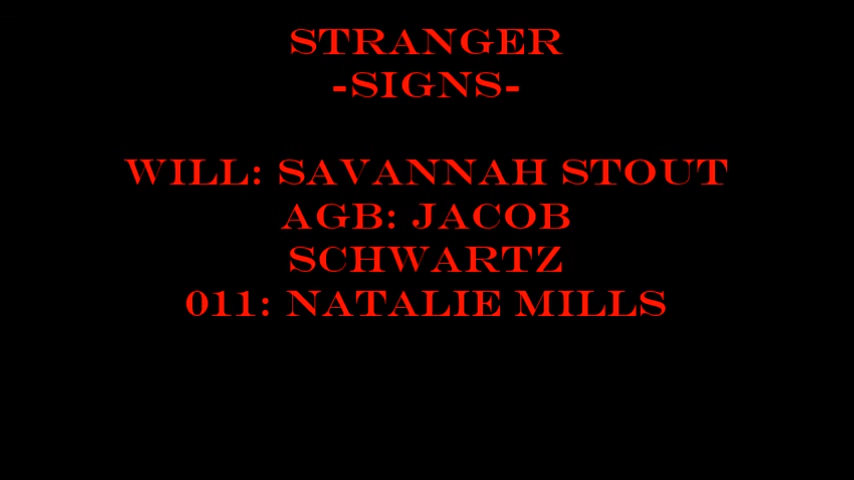 STRANGER
-SIGNS-
WILL: SAVANNAH STOUT
AGB: JACOB
SCHWARTZ
011: NATALIE MILLS